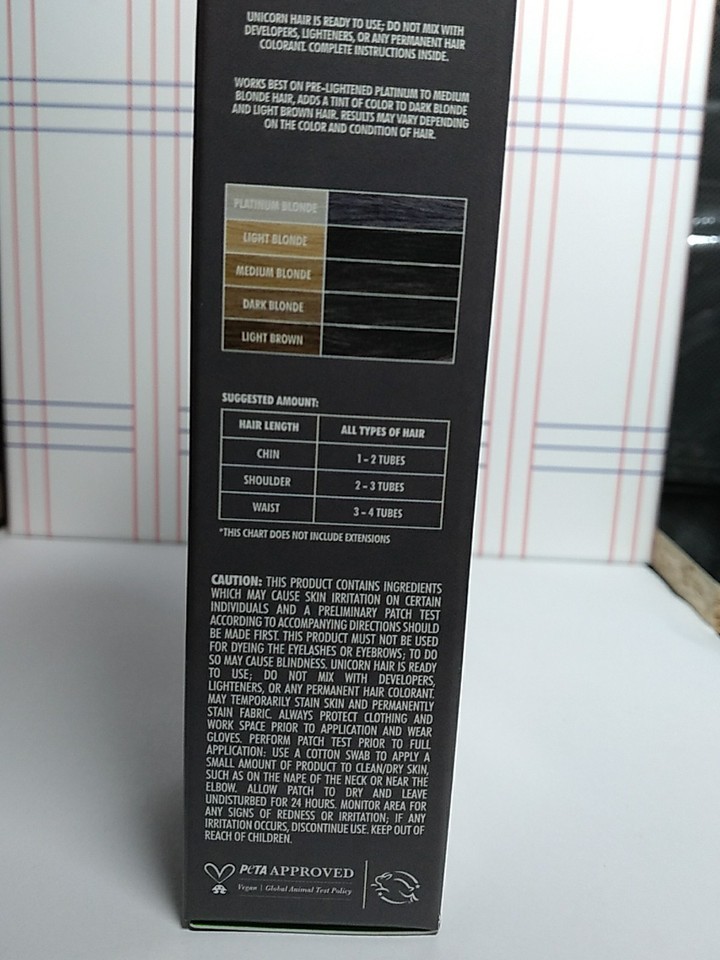 UNICORN HAIR IS READY TO USE; DO NOT MIX WITH
DEVELOPERS, LIGHTENERS, OR ANY PERMANENT HAIR
COLORANT. COMPLETE INSTRUCTIONS INSIDE.
WORKS BEST ON PRE-LIGHTENED PLATINUM TO MEDIUM
BLONDE HAIR, ADDS A TINT OF COLOR TO DARK BLONDE
AND LIGHT BROWN HAIR. RESULTS MAY VARY DEPENDING
ON THE COLOR AND CONDITION OF HAIR.
PLATINUM BLONDE
LIGHT BLONDE
MEDIUM BLONDE
DARK BLONDE
LIGHT BROWN
SUGGESTED AMOUNT:
HAIR LENGTH ALL TYPES OF HAIR
CHIN 1 - 2 TUBES
SHOULDER 2 - 3 TUBES
WAIST 3 - 4 TUBES
*THIS CHART DOES NOT INCLUDE EXTENSIONS
CAUTION: THIS PRODUCT CONTAINS INGREDIENTS
WHICH MAY CAUSE SKIN IRRITATION ON CERTAIN
INDIVIDUALS AND A PRELIMINARY PATCH TEST
ACCORDING TO ACCOMPANYING DIRECTIONS SHOULD
BE MADE FIRST. THIS PRODUCT MUST NOT BE USED
FOR DYEING THE EYELASHES OR EYEBROWS; TO DO
SO MAY CAUSE BLINDNESS. UNICORN HAIR IS READY
TO USE; DO NOT MIX WITH DEVELOPERS,
LIGHTENERS, OR ANY PERMANENT HAIR COLORANT.
MAY TEMPORARILY STAIN SKIN AND PERMANENTLY
STAIN FABRIC. ALWAYS PROTECT CLOTHING AND
WORK SPACE PRIOR TO APPLICATION AND WEAR
GLOVES. PERFORM PATCH TEST PRIOR TO FULL
APPLICATION: USE A COTTON SWAB TO APPLY A
SMALL AMOUNT OF PRODUCT TO CLEAN/DRY SKIN,
SUCH AS ON THE NAPE OF THE NECK OR NEAR THE
ELBOW. ALLOW PATCH TO DRY AND LEAVE
UNDISTURBED FOR 24 HOURS. MONITOR AREA FOR
ANY SIGNS OF REDNESS OR IRRITATION; IF ANY
IRRITATION OCCURS, DISCONTINUE USE. KEEP OUT OF
REACH OF CHILDREN.
PETA APPROVED
Vegan | Global Animal Test Policy